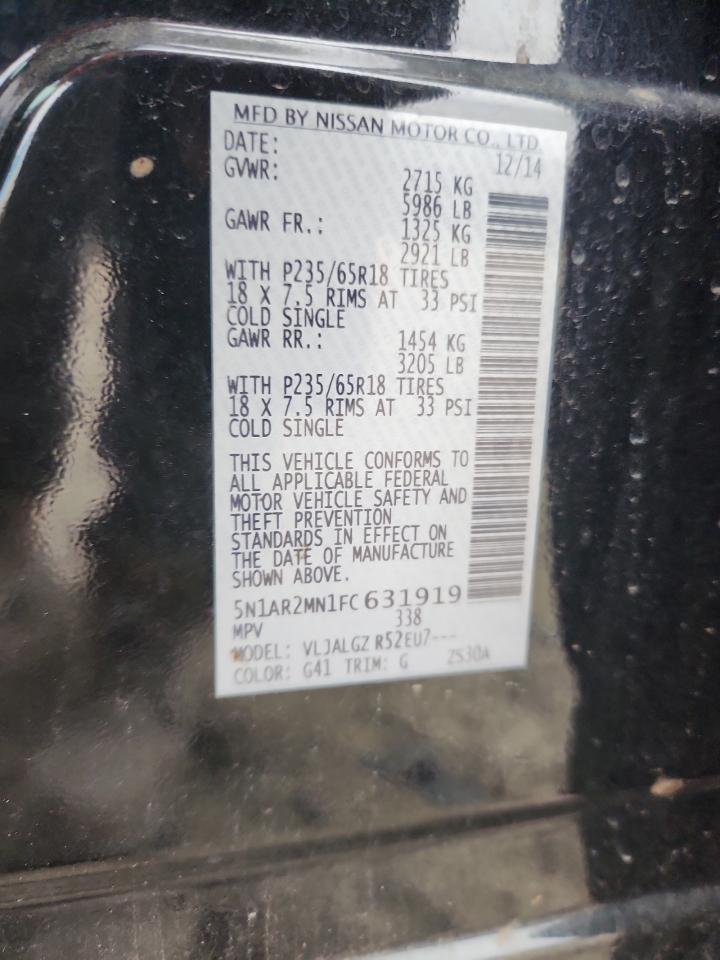 MFD BY NISSAN MOTOR CO., LTD.
DATE: 12/14
GVWR: 2715 KG
5986 LB
GAWR FR.: 1325 KG
2921 LB
WITH P235/65R18 TIRES
18 X 7.5 RIMS AT 33 PSI
COLD SINGLE
GAWR RR.: 1454 KG
3205 LB
WITH P235/65R18 TIRES
18 X 7.5 RIMS AT 33 PSI
COLD SINGLE
THIS VEHICLE CONFORMS TO
ALL APPLICABLE FEDERAL
MOTOR VEHICLE SAFETY AND
THEFT PREVENTION
STANDARDS IN EFFECT ON
THE DATE OF MANUFACTURE
SHOWN ABOVE.
5N1AR2MN1FC631919
MPV 338
MODEL: VLJALGZ R52EU7---
COLOR: G41 TRIM: G ZS30A